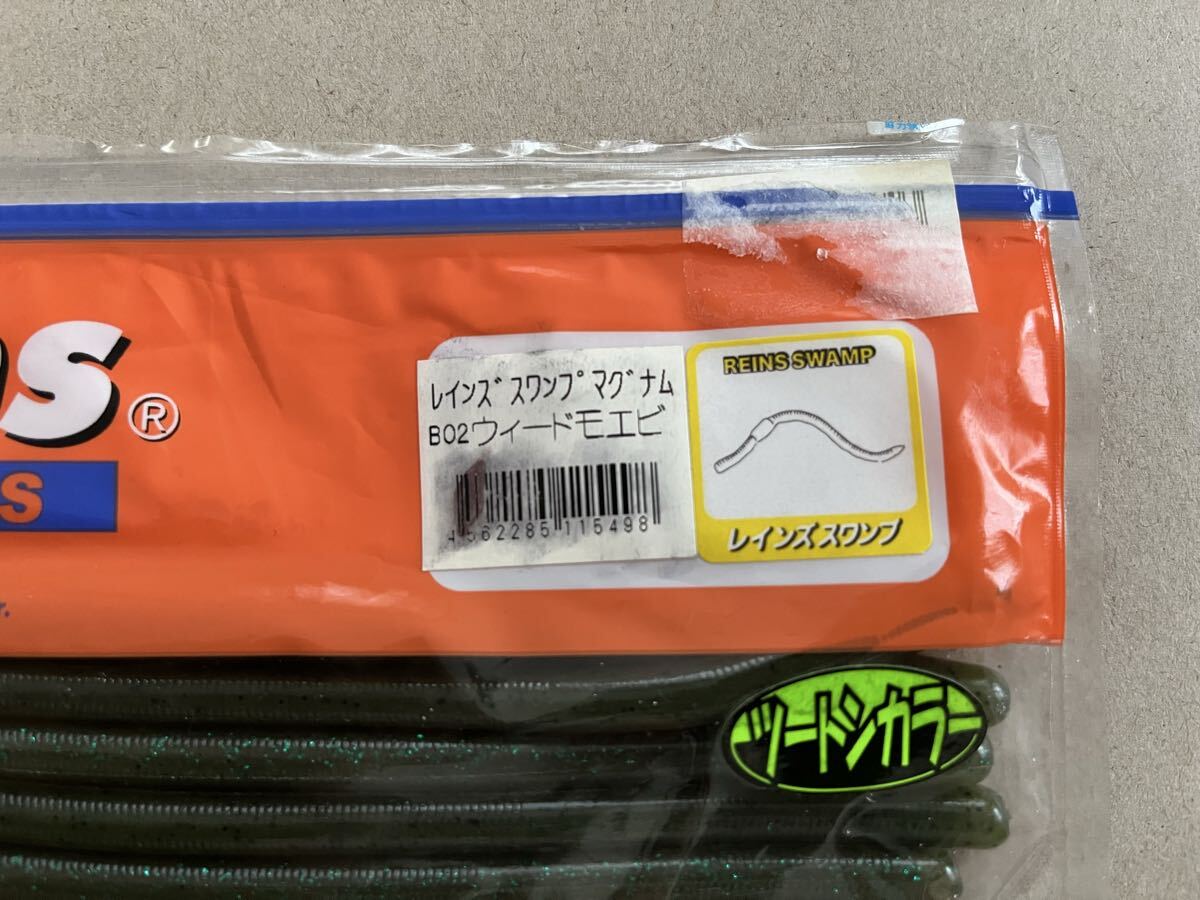 ns®
S
r.
ﾚｲﾝｽﾞｽﾜﾝﾌﾟﾏｸﾞﾅﾑ
B02ウィードモエビ
4562285115498
REINS SWAMP
レインズスワンプ
ツートンカラー